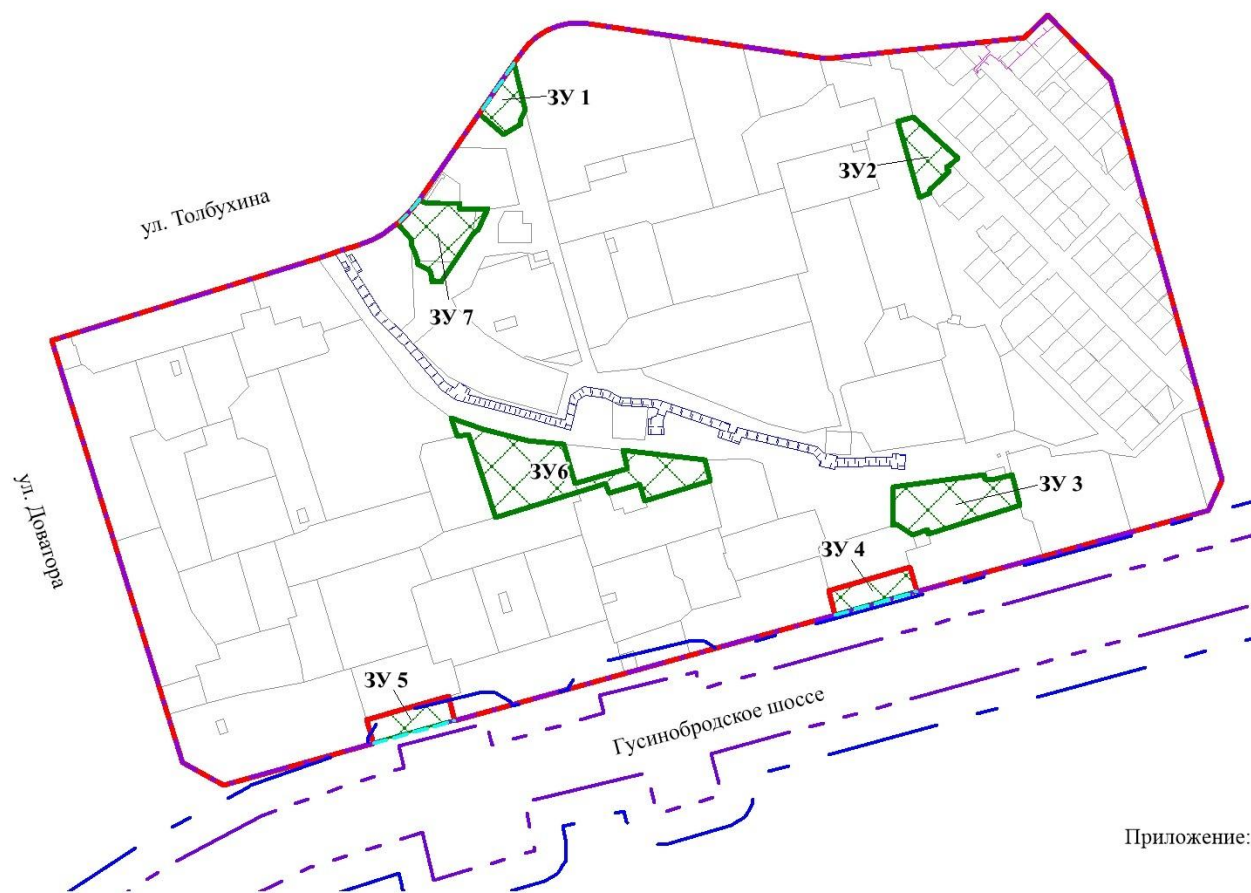 ЗУ 1
ЗУ2
ул. Толбухина
ЗУ 7
ЗУ6
ул. Доватора
ЗУ 3
ЗУ 4
ЗУ 5
Гусинобродское шоссе
Приложение: